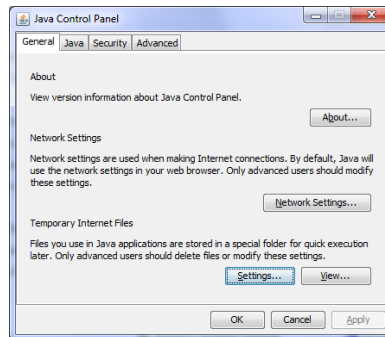 Java Control Panel
General Java Security Advanced
About
View version information about Java Control Panel.
About...
Network Settings
Network settings are used when making Internet connections. By default, Java will
use the network settings in your web browser. Only advanced users should modify
these settings.
Network Settings...
Temporary Internet Files
Files you use in Java applications are stored in a special folder for quick execution
later. Only advanced users should delete files or modify these settings.
Settings... View...
OK Cancel Apply